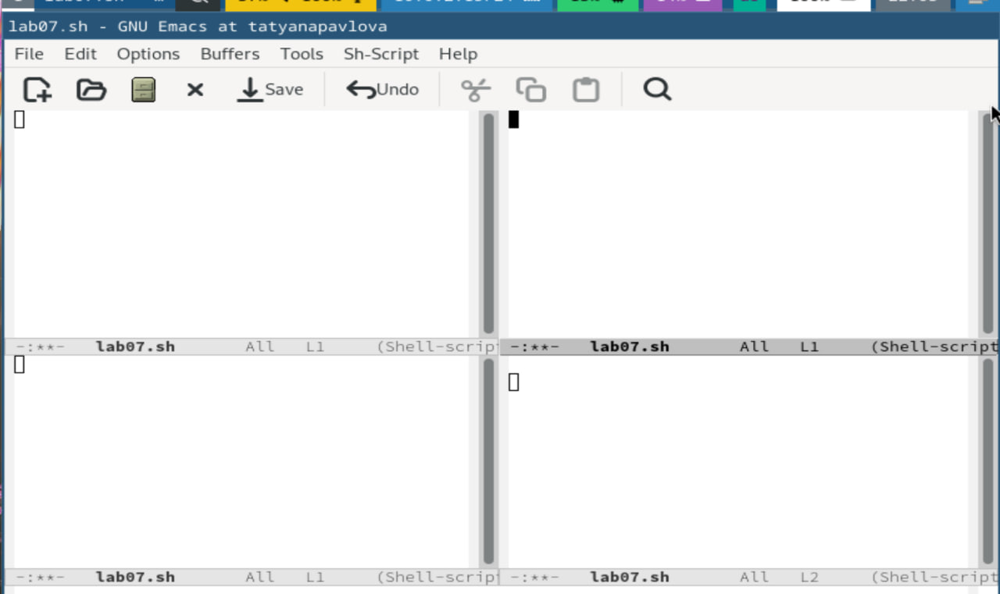 lab07.sh - GNU Emacs at tatyanapavlova
File Edit Options Buffers Tools Sh-Script Help
Save Undo
-:**- lab07.sh All L1 (Shell-script
-:**- lab07.sh All L1 (Shell-script
-:**- lab07.sh All L1 (Shell-script
-:**- lab07.sh All L2 (Shell-script